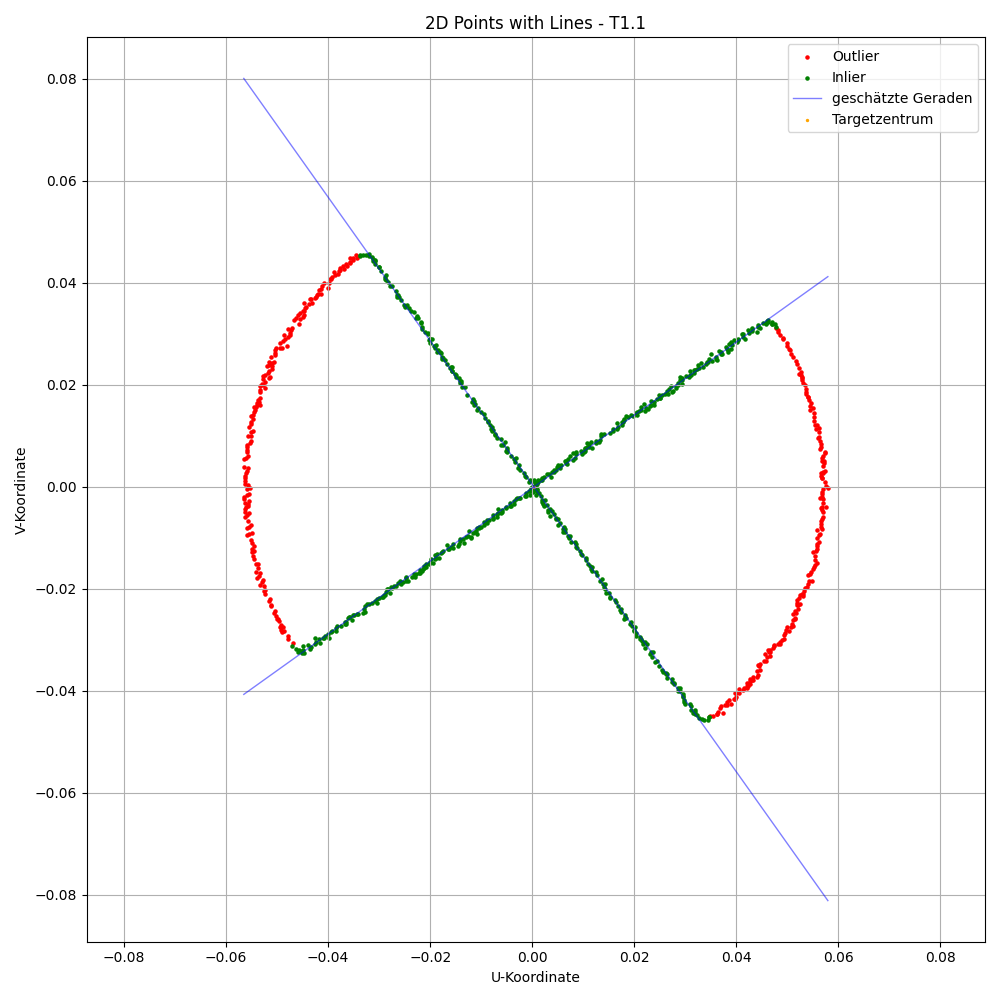 2D Points with Lines - T1.1
Outlier
Inlier
geschätzte Geraden
Targetzentrum
0.08
0.06
0.04
0.02
0.00
−0.02
−0.04
−0.06
−0.08
V-Koordinate
−0.08 −0.06 −0.04 −0.02 0.00 0.02 0.04 0.06 0.08
U-Koordinate